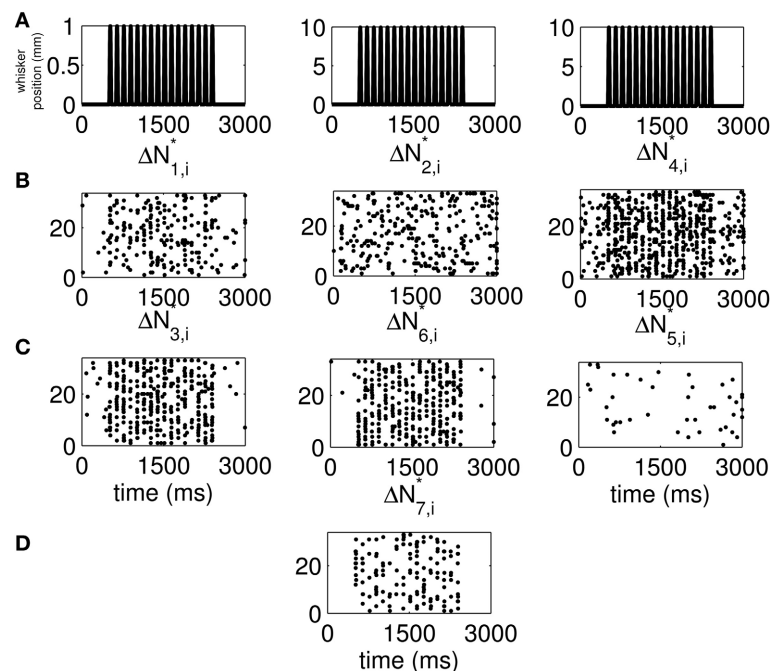 A
whisker
position (mm)
1
0.5
0
0 1500 3000
10
5
0
0 1500 3000
10
5
0
0 1500 3000
B
ΔN*1,i
20
0
0 1500 3000
ΔN*2,i
20
0
0 1500 3000
ΔN*4,i
20
0
0 1500 3000
C
ΔN*3,i
20
0
0 1500 3000
time (ms)
ΔN*6,i
20
0
0 1500 3000
ΔN*5,i
20
0
0 1500 3000
time (ms)
D
ΔN*7,i
20
0
0 1500 3000
time (ms)